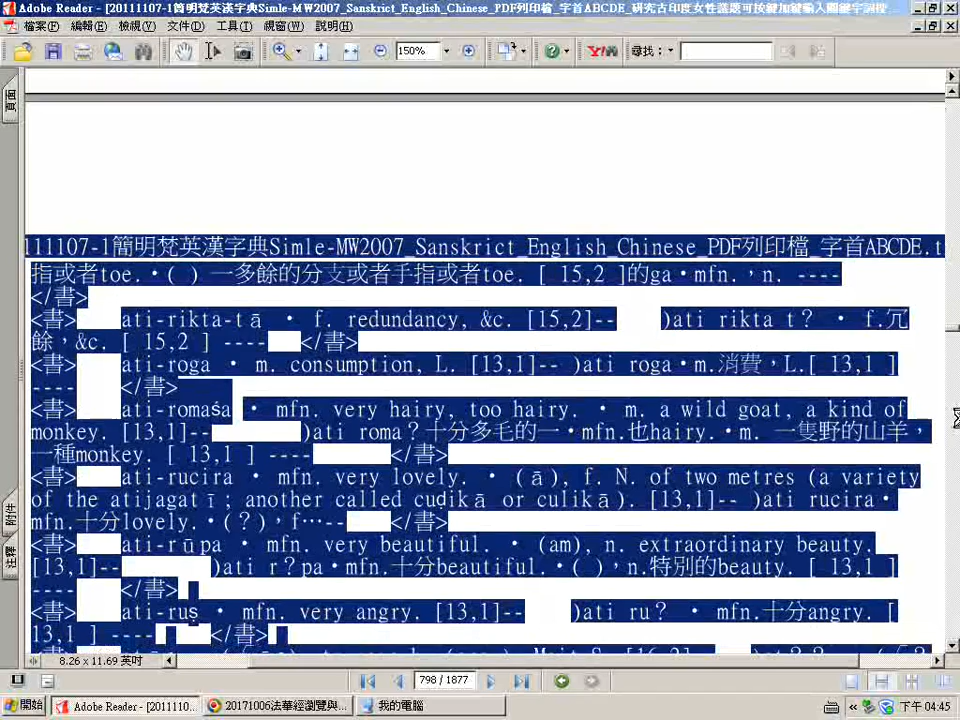 Adobe Reader - [20111107-1簡明梵英漢字典Simle-MW2007_Sanskrict_English_Chinese_PDF列印檔_字首ABCDE_研究古印度女性議題可按鍵加鍵輸入關鍵字詞搜
檔案(F) 編輯(E) 檢視(V) 文件(D) 工具(T) 視窗(W) 說明(H)
150% Y! 尋找:
頁面
111107-1簡明梵英漢字典Simle-MW2007_Sanskrict_English_Chinese_PDF列印檔_字首ABCDE.t
指或者toe.‧( ) 一多餘的分支或者手指或者toe. [ 15,2 ]的ga‧mfn.，n. ----
</書>
<書> ati-rikta-tā ‧ f. redundancy, &c. [15,2]-- )ati rikta t？ ‧ f.冗
餘，&c. [ 15,2 ] ---- </書>
<書> ati-roga ‧ m. consumption, L. [13,1]-- )ati roga‧m.消費，L.[ 13,1 ]
---- </書>
<書> ati-romaśa ‧ mfn. very hairy, too hairy. ‧ m. a wild goat, a kind of
monkey. [13,1]-- )ati roma？十分多毛的一‧mfn.也hairy.‧m. 一隻野的山羊，
一種monkey. [ 13,1 ] ---- </書>
<書> ati-rucira ‧ mfn. very lovely. ‧ (ā), f. N. of two metres (a variety
of the atijagatī; another called cuḍikā or culikā). [13,1]-- )ati rucira‧
mfn.十分lovely.‧(？), f…-- </書>
<書> ati-rūpa ‧ mfn. very beautiful. ‧ (am), n. extraordinary beauty.
[13,1]-- )ati r？pa‧mfn.十分beautiful.‧( ),n.特別的beauty. [ 13,1 ]
---- </書>
<書> ati-ruṣ ‧ mfn. very angry. [13,1]-- )ati ru？ ‧ mfn.十分angry. [
13,1 ] ---- </書>
附件
注釋
8.26 x 11.69 英吋
798 / 1877
開始 Adobe Reader - [2011110... 20171006法華經瀏覽與... 我的電腦 下午 04:45